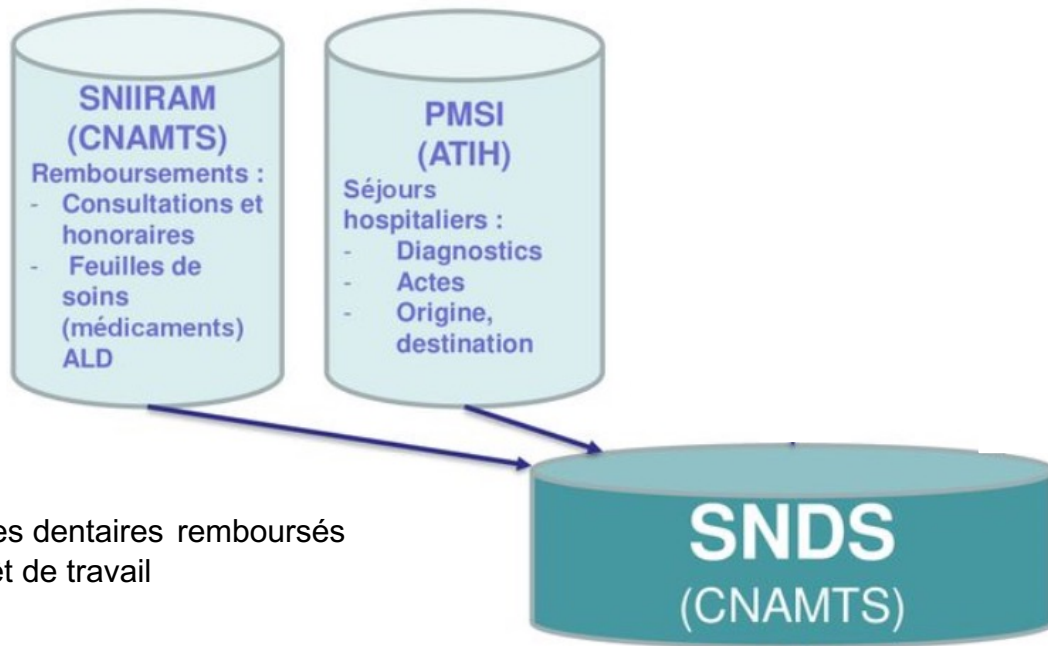 SNIIRAM
(CNAMTS)
Remboursements :
- Consultations et
honoraires
- Feuilles de
soins
(médicaments)
ALD
PMSI
(ATIH)
Séjours
hospitaliers :
- Diagnostics
- Actes
- Origine,
destination
es dentaires remboursés
et de travail
SNDS
(CNAMTS)